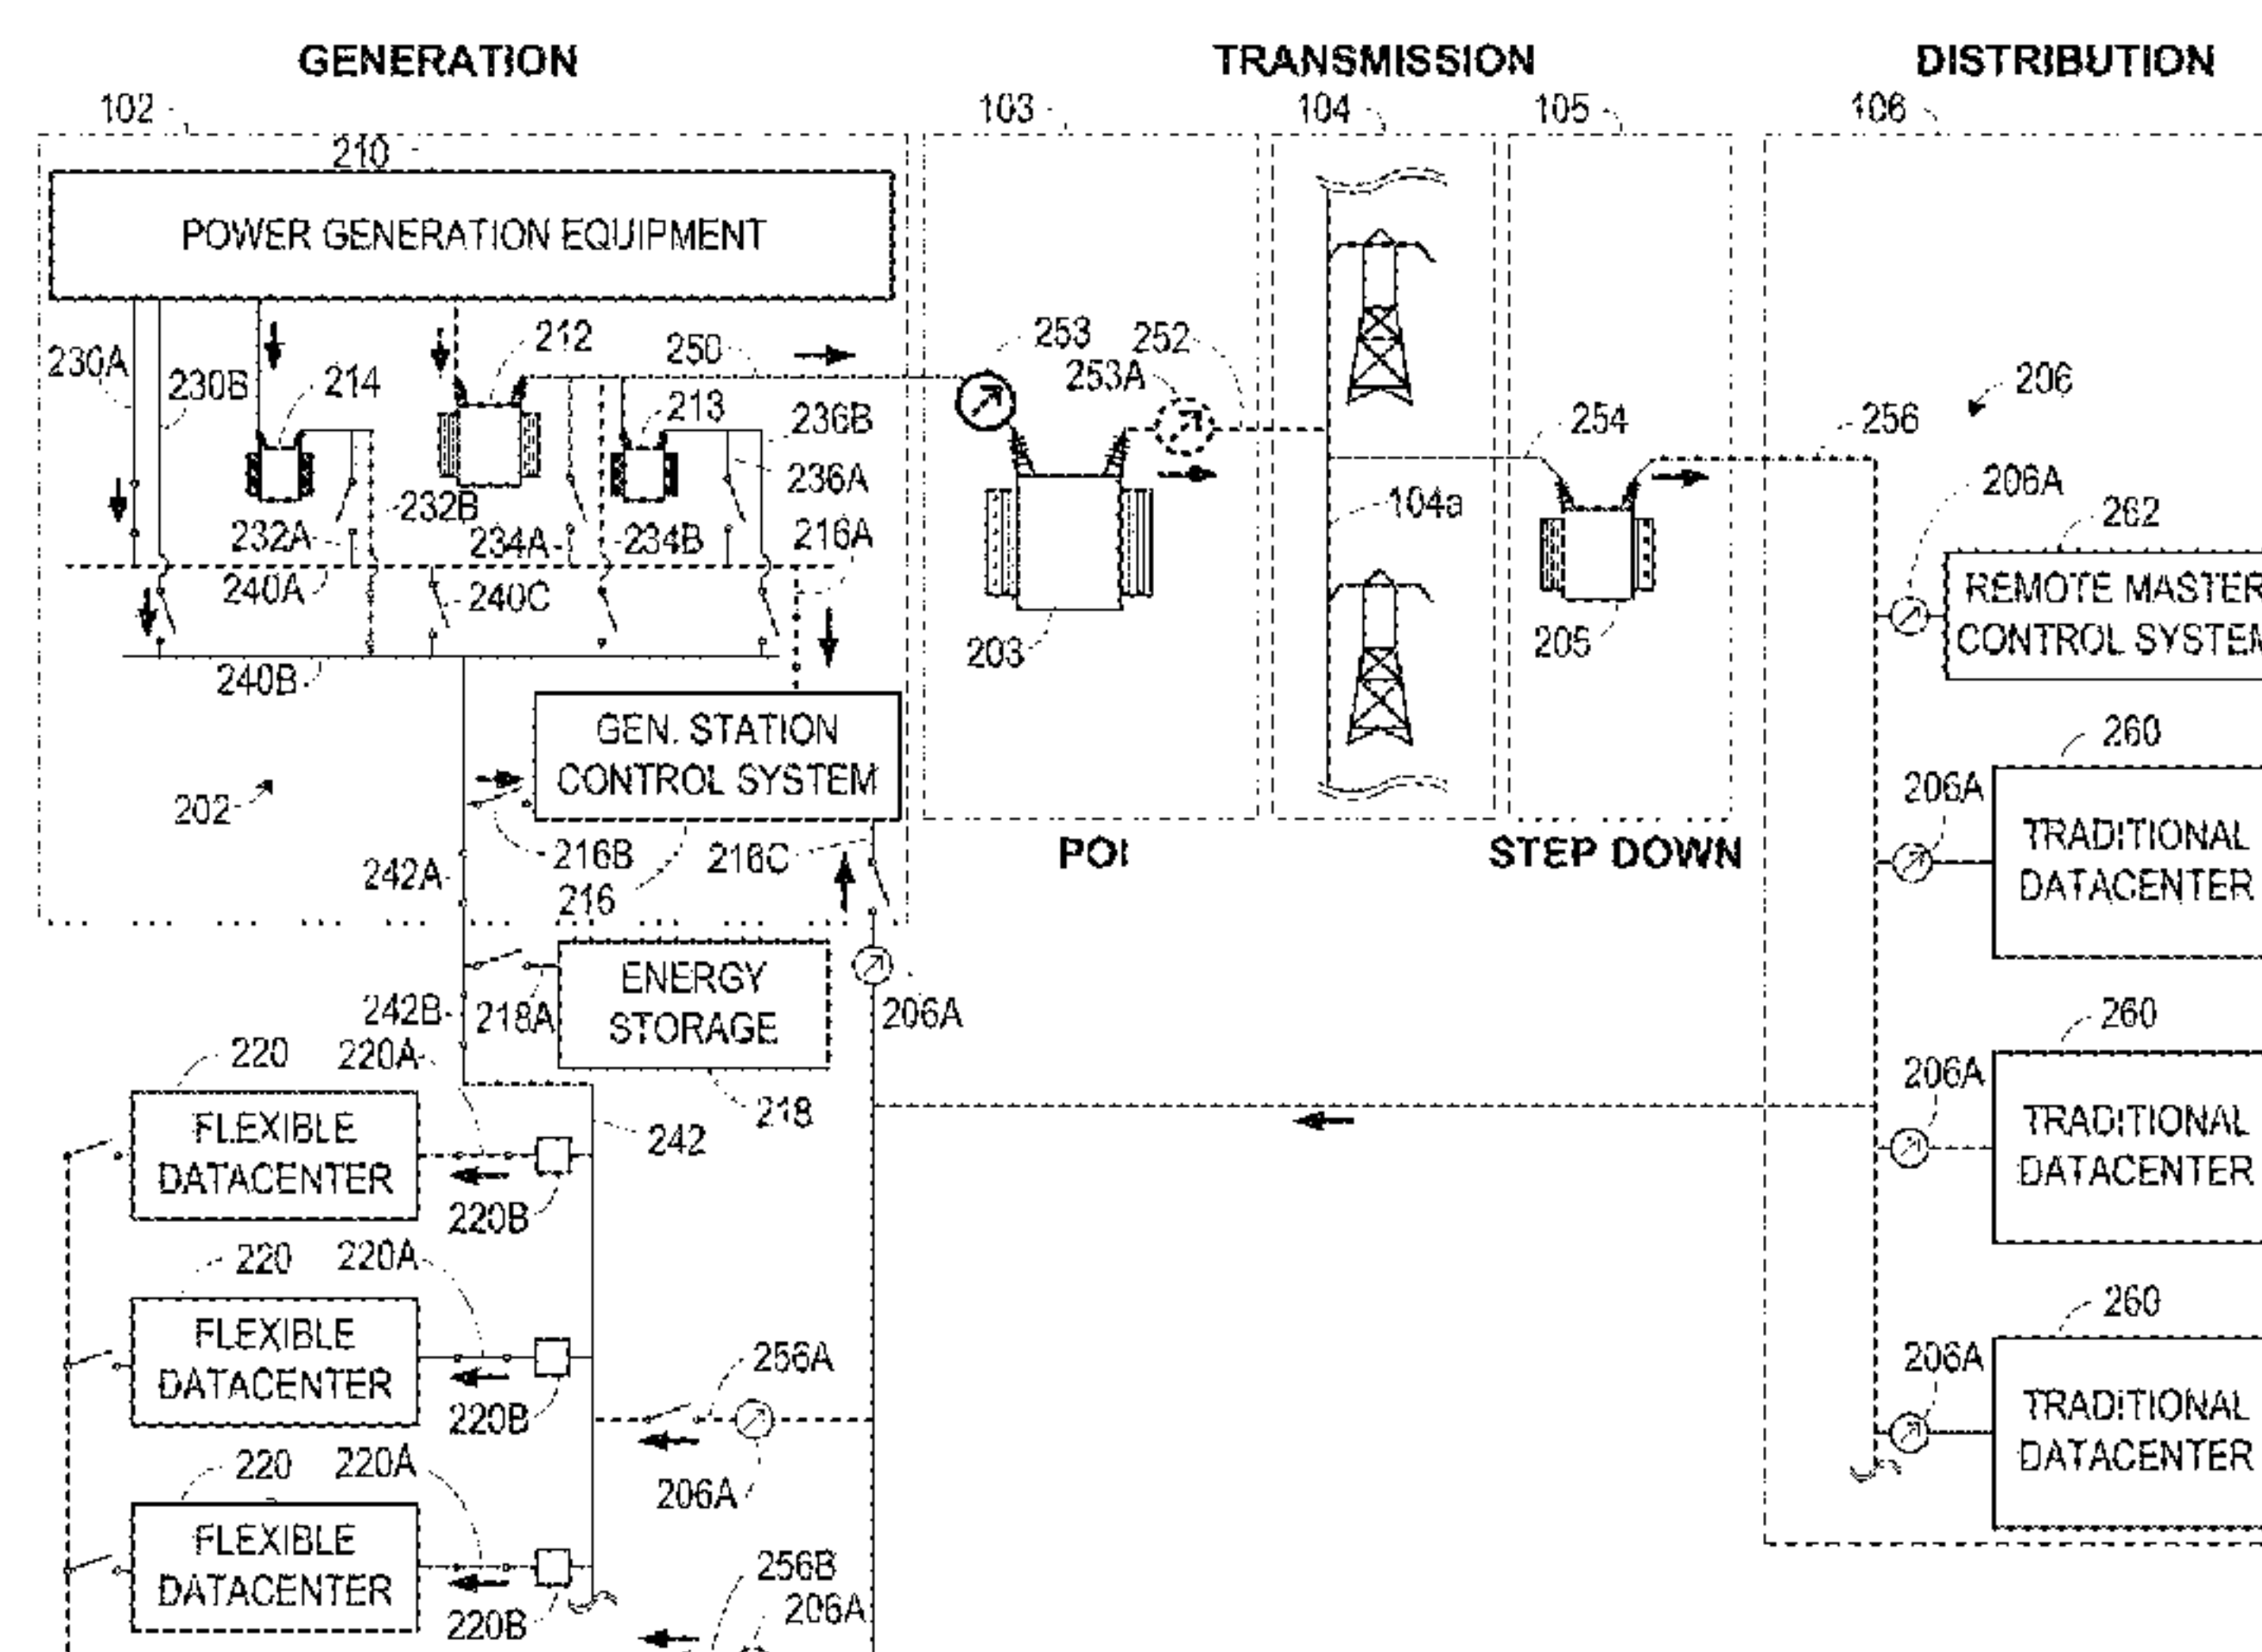 GENERATION
TRANSMISSION
DISTRIBUTION
102
103
104
105
106
210
POWER GENERATION EQUIPMENT
230A
230B
214
212
250
213
236B
236A
216A
232A
232B
234A
234B
240A
240C
240B
253
253A
252
203
104a
254
205
256
206
206A
262
REMOTE MASTER
CONTROL SYSTEM
GEN. STATION
CONTROL SYSTEM
202
216B
216C
216
242A
POI
STEP DOWN
206A
260
TRADITIONAL
DATACENTER
ENERGY
STORAGE
242B
218A
206A
218
220
220A
FLEXIBLE
DATACENTER
220B
242
206A
260
TRADITIONAL
DATACENTER
220
220A
FLEXIBLE
DATACENTER
220B
256A
206A
206A
260
TRADITIONAL
DATACENTER
220
220A
FLEXIBLE
DATACENTER
220B
256B
206A